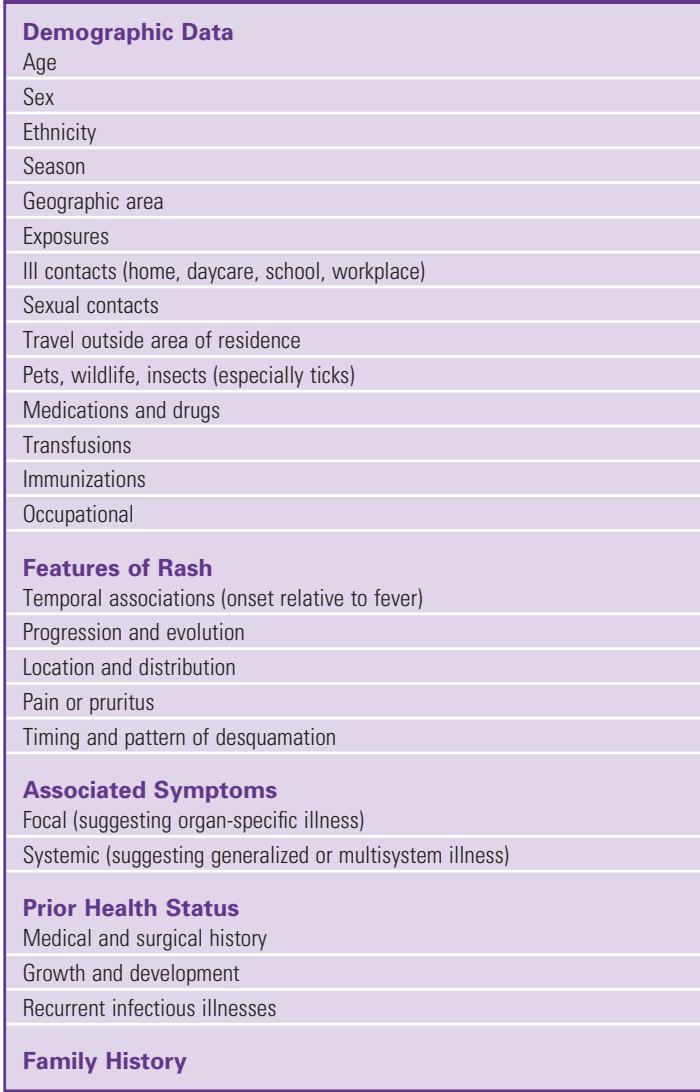 Demographic Data
Age
Sex
Ethnicity
Season
Geographic area
Exposures
Ill contacts (home, daycare, school, workplace)
Sexual contacts
Travel outside area of residence
Pets, wildlife, insects (especially ticks)
Medications and drugs
Transfusions
Immunizations
Occupational
Features of Rash
Temporal associations (onset relative to fever)
Progression and evolution
Location and distribution
Pain or pruritus
Timing and pattern of desquamation
Associated Symptoms
Focal (suggesting organ-specific illness)
Systemic (suggesting generalized or multisystem illness)
Prior Health Status
Medical and surgical history
Growth and development
Recurrent infectious illnesses
Family History